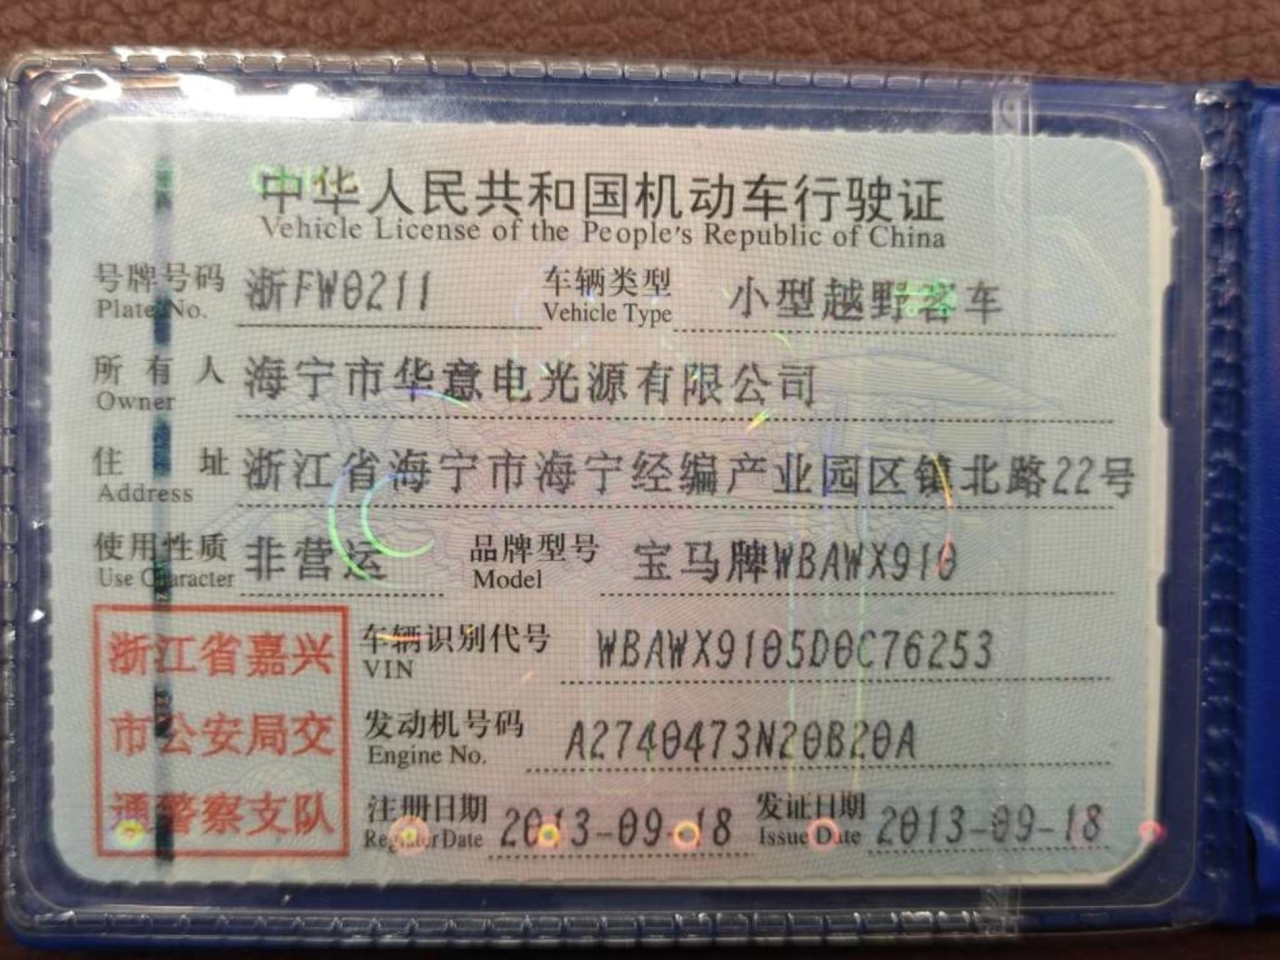 中华人民共和国机动车行驶证
Vehicle License of the People's Republic of China
号牌号码 浙FW0211 车辆类型 小型越野客车
Plate No. Vehicle Type
所有人 海宁市华意电光源有限公司
Owner
住址 浙江省海宁市海宁经编产业园区镇北路22号
Address
使用性质 非营运 品牌型号 宝马牌WBAWX910
Use Character Model
浙江省嘉兴
市公安局交
通警察支队
车辆识别代号 WBAWX9105D0C76253
VIN
发动机号码 A2740473N20B20A
Engine No.
注册日期 2013-09-18 发证日期 2013-09-18
Register Date Issue Date